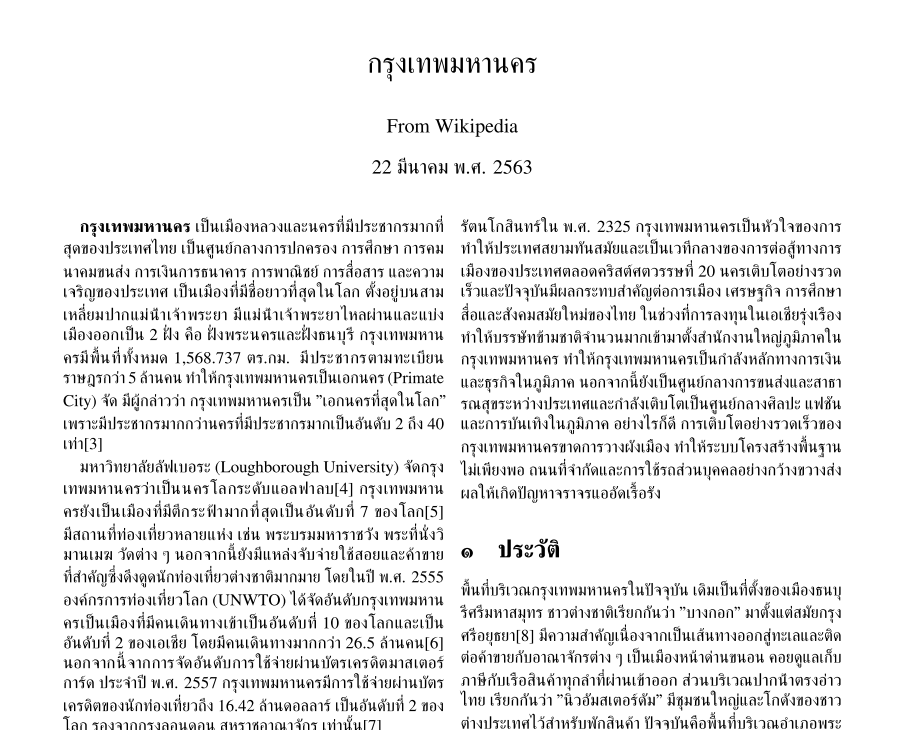 กรุงเทพมหานคร
From Wikipedia
22 มีนาคม พ.ศ. 2563
กรุงเทพมหานคร เป็นเมืองหลวงและนครที่มีประชากรมากที่
สุดของประเทศไทย เป็นศูนย์กลางการปกครอง การศึกษา การคม
นาคมขนส่ง การเงินการธนาคาร การพาณิชย์ การสื่อสาร และความ
เจริญของประเทศ เป็นเมืองที่มีชื่อยาวที่สุดในโลก ตั้งอยู่บนสาม
เหลี่ยมปากแม่น้ำเจ้าพระยา มีแม่น้ำเจ้าพระยาไหลผ่านและแบ่ง
เมืองออกเป็น 2 ฝั่ง คือ ฝั่งพระนครและฝั่งธนบุรี กรุงเทพมหาน
ครมีพื้นที่ทั้งหมด 1,568.737 ตร.กม. มีประชากรตามทะเบียน
ราษฎรกว่า 5 ล้านคน ทำให้กรุงเทพมหานครเป็นเอกนคร (Primate
City) จัด มีผู้กล่าวว่า กรุงเทพมหานครเป็น ”เอกนครที่สุดในโลก”
เพราะมีประชากรมากกว่านครที่มีประชากรมากเป็นอันดับ 2 ถึง 40
เท่า[3]
มหาวิทยาลัยลัฟเบอระ (Loughborough University) จัดกรุง
เทพมหานครว่าเป็นนครโลกระดับแอลฟาลบ[4] กรุงเทพมหาน
ครยังเป็นเมืองที่มีตึกระฟ้ามากที่สุดเป็นอันดับที่ 7 ของโลก[5]
มีสถานที่ท่องเที่ยวหลายแห่ง เช่น พระบรมมหาราชวัง พระที่นั่งวิ
มานเมฆ วัดต่าง ๆ นอกจากนี้ยังมีแหล่งจับจ่ายใช้สอยและค้าขาย
ที่สำคัญซึ่งดึงดูดนักท่องเที่ยวต่างชาติมากมาย โดยในปี พ.ศ. 2555
องค์กรการท่องเที่ยวโลก (UNWTO) ได้จัดอันดับกรุงเทพมหาน
ครเป็นเมืองที่มีคนเดินทางเข้าเป็นอันดับที่ 10 ของโลกและเป็น
อันดับที่ 2 ของเอเชีย โดยมีคนเดินทางมากกว่า 26.5 ล้านคน[6]
นอกจากนี้จากการจัดอันดับการใช้จ่ายผ่านบัตรเครดิตมาสเตอร์
การ์ด ประจำปี พ.ศ. 2557 กรุงเทพมหานครมีการใช้จ่ายผ่านบัตร
เครดิตของนักท่องเที่ยวถึง 16.42 ล้านดอลลาร์ เป็นอันดับที่ 2 ของ
โลก รองจากกรุงลอนดอน สหราชอาณาจักร เท่านั้น[7]
รัตนโกสินทร์ใน พ.ศ. 2325 กรุงเทพมหานครเป็นหัวใจของการ
ทำให้ประเทศสยามทันสมัยและเป็นเวทีกลางของการต่อสู้ทางการ
เมืองของประเทศตลอดคริสต์ศตวรรษที่ 20 นครเติบโตอย่างรวด
เร็วและปัจจุบันมีผลกระทบสำคัญต่อการเมือง เศรษฐกิจ การศึกษา
สื่อและสังคมสมัยใหม่ของไทย ในช่วงที่การลงทุนในเอเชียรุ่งเรือง
ทำให้บรรษัทข้ามชาติจำนวนมากเข้ามาตั้งสำนักงานใหญ่ภูมิภาคใน
กรุงเทพมหานคร ทำให้กรุงเทพมหานครเป็นกำลังหลักทางการเงิน
และธุรกิจในภูมิภาค นอกจากนี้ยังเป็นศูนย์กลางการขนส่งและสาธา
รณสุขระหว่างประเทศและกำลังเติบโตเป็นศูนย์กลางศิลปะ แฟชัน
และการบันเทิงในภูมิภาค อย่างไรก็ดี การเติบโตอย่างรวดเร็วของ
กรุงเทพมหานครขาดการวางผังเมือง ทำให้ระบบโครงสร้างพื้นฐาน
ไม่เพียงพอ ถนนที่จำกัดและการใช้รถส่วนบุคคลอย่างกว้างขวางส่ง
ผลให้เกิดปัญหาจราจรแออัดเรื้อรัง
๑ ประวัติ
พื้นที่บริเวณกรุงเทพมหานครในปัจจุบัน เดิมเป็นที่ตั้งของเมืองธนบุ
รีศรีมหาสมุทร ชาวต่างชาติเรียกกันว่า ”บางกอก” มาตั้งแต่สมัยกรุง
ศรีอยุธยา[8] มีความสำคัญเนื่องจากเป็นเส้นทางออกสู่ทะเลและติด
ต่อค้าขายกับอาณาจักรต่าง ๆ เป็นเมืองหน้าด่านขนอน คอยดูแลเก็บ
ภาษีกับเรือสินค้าทุกลำที่ผ่านเข้าออก ส่วนบริเวณปากน้ำตรงอ่าว
ไทย เรียกกันว่า ”นิวอัมสเตอร์ดัม” มีชุมชนใหญ่และโกดังของชาว
ต่างประเทศไว้สำหรับพักสินค้า ปัจจุบันคือพื้นที่บริเวณอำเภอพระ